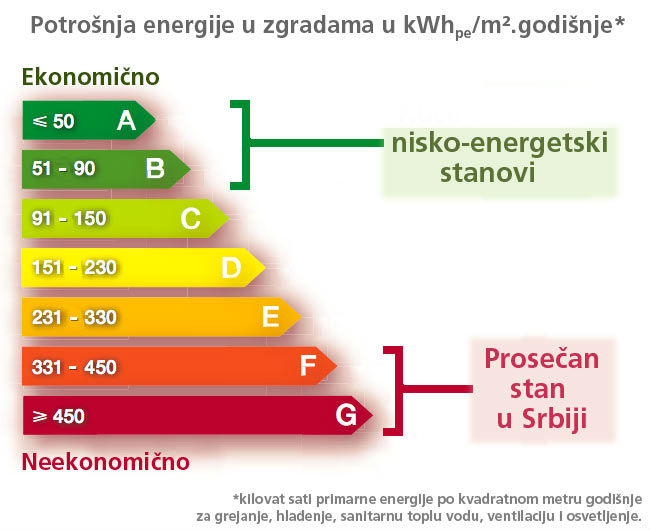 Potrošnja energije u zgradama u kWhpe/m².godišnje*
Ekonomično
≤ 50 A
51 - 90 B
nisko-energetski
stanovi
91 - 150 C
151 - 230 D
231 - 330 E
331 - 450 F
≥ 450 G
Prosečan
stan
u Srbiji
Neekonomično
*kilovat sati primarne energije po kvadratnom metru godišnje
za grejanje, hlađenje, sanitarnu toplu vodu, ventilaciju i osvetljenje.